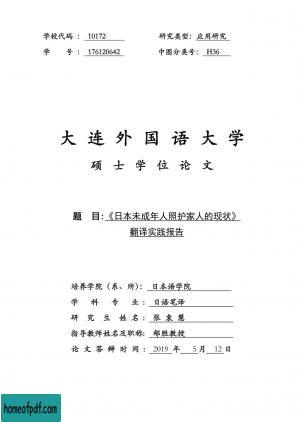 学校代码： 10172 研究类型：应用研究
学 号： 176120642 中图分类号： H36
大连外国语大学
硕士学位论文
题 目：《日本未成年人照护家人的现状》
翻译实践报告
培养学院（系、所）： 日本语学院
学科专业： 日语笔译
研究生姓名： 张袁慧
指导教师姓名及职称： 邢胜教授
论文答辩时间： 2019 年 5 月 12 日
homeofpdf.com